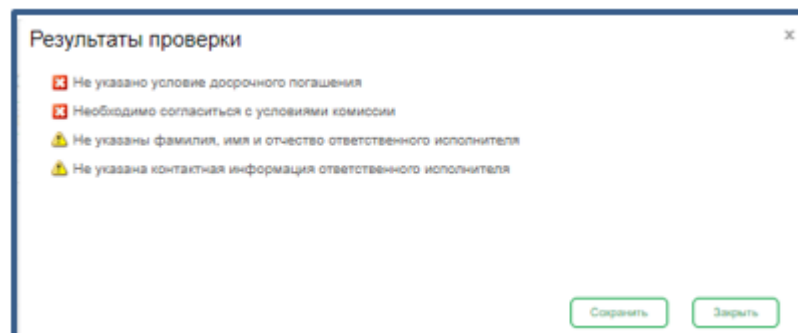 Результаты проверки
Не указано условие досрочного погашения
Необходимо согласиться с условиями комиссии
Не указаны фамилия, имя и отчество ответственного исполнителя
Не указана контактная информация ответственного исполнителя
Сохранить
Закрыть